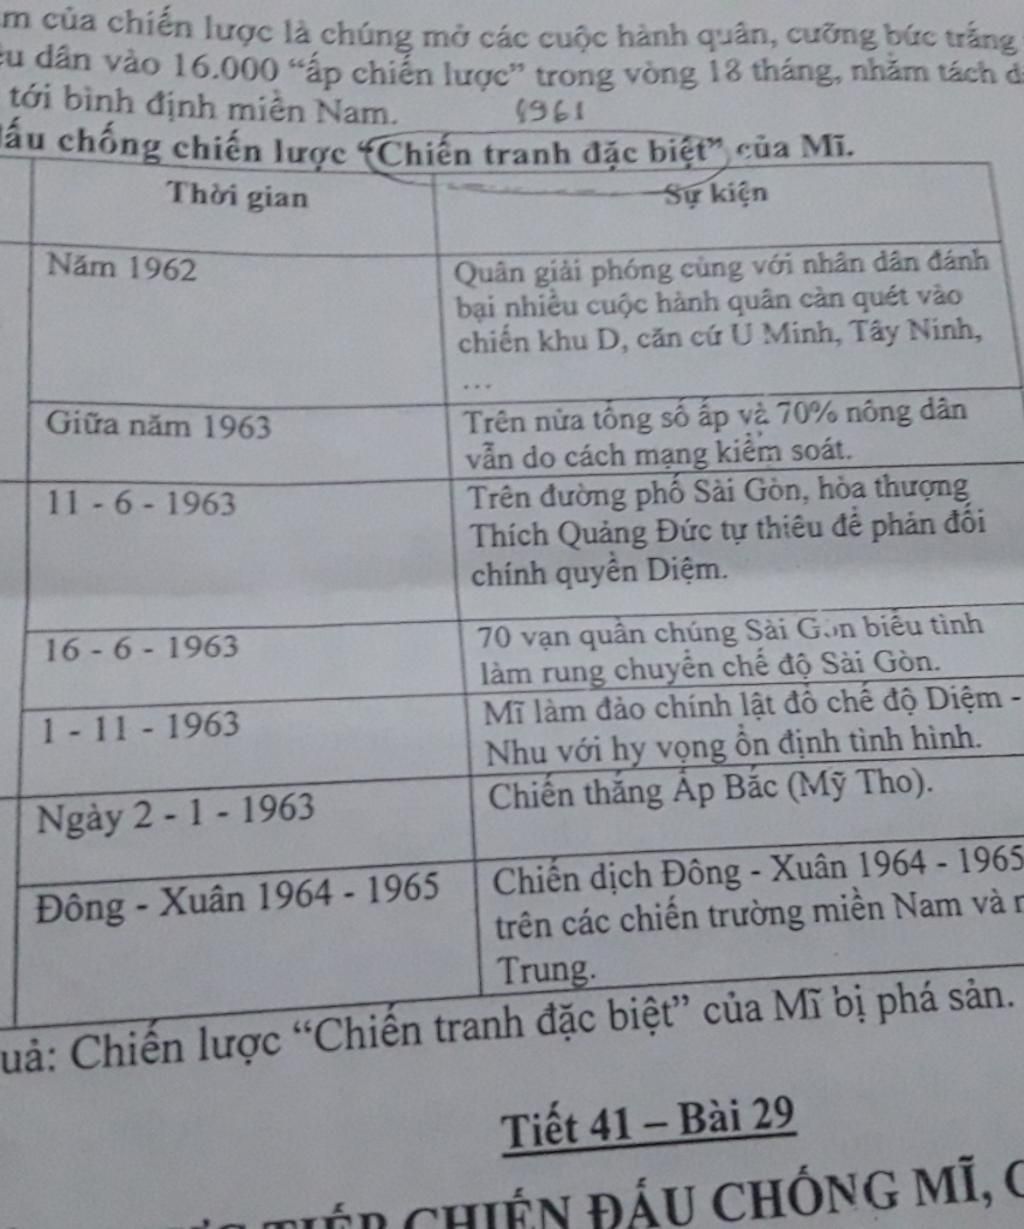 của chiến lược là chúng mở các cuộc hành quân, cưỡng bức trắng
dân vào 16.000 “ấp chiến lược” trong vòng 18 tháng, nhằm tách
tới bình định miền Nam.
1961
chống chiến lược “Chiến tranh đặc biệt” của Mĩ.
Thời gian
Sự kiện
Năm 1962
Quân giải phóng cùng với nhân dân đánh
bại nhiều cuộc hành quân càn quét vào
chiến khu D, căn cứ U Minh, Tây Ninh,
...
Giữa năm 1963
Trên nửa tổng số ấp và 70% nông dân
vẫn do cách mạng kiểm soát.
11 - 6 - 1963
Trên đường phố Sài Gòn, hòa thượng
Thích Quảng Đức tự thiêu để phản đối
chính quyền Diệm.
16 - 6 - 1963
70 vạn quần chúng Sài Gòn biểu tình
làm rung chuyển chế độ Sài Gòn.
1 - 11 - 1963
Mĩ làm đảo chính lật đổ chế độ Diệm -
Nhu với hy vọng ổn định tình hình.
Ngày 2 - 1 - 1963
Chiến thắng Ấp Bắc (Mỹ Tho).
Đông - Xuân 1964 - 1965
Chiến dịch Đông - Xuân 1964 - 1965
trên các chiến trường miền Nam và
Trung.
Chiến lược “Chiến tranh đặc biệt” của Mĩ bị phá sản.
Tiết 41 – Bài 29
CHIẾN ĐẤU CHỐNG MĨ,